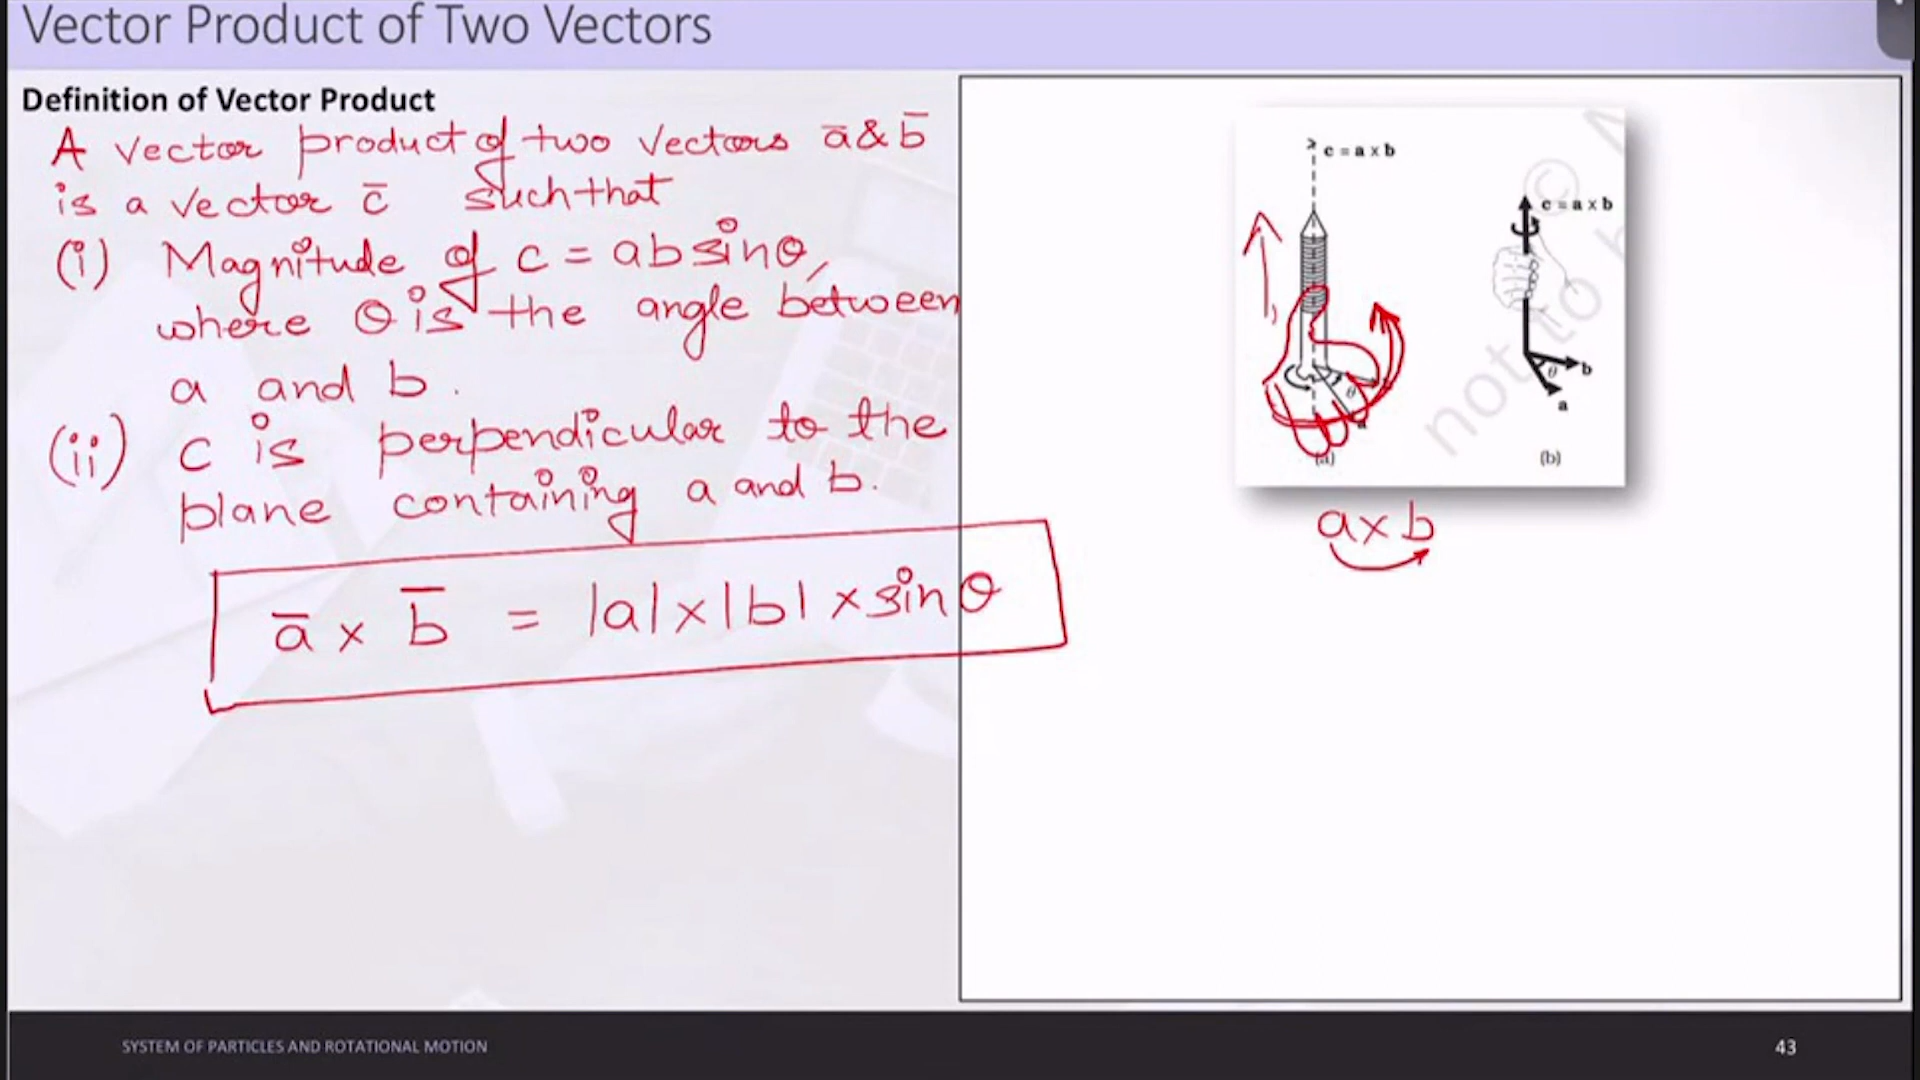 Vector Product of Two Vectors
Definition of Vector Product
A vector product of two vectors a̅ & b̅
is a vector c̅ such that
(i) Magnitude of c = ab sinθ,
where θ is the angle between
a and b.
(ii) c is perpendicular to the
plane containing a and b.
a̅ × b̅ = |a| × |b| × sinθ
c = a x b
θ
(a)
c = a x b
θ
b
a
(b)
not to
©
a × b
SYSTEM OF PARTICLES AND ROTATIONAL MOTION
43